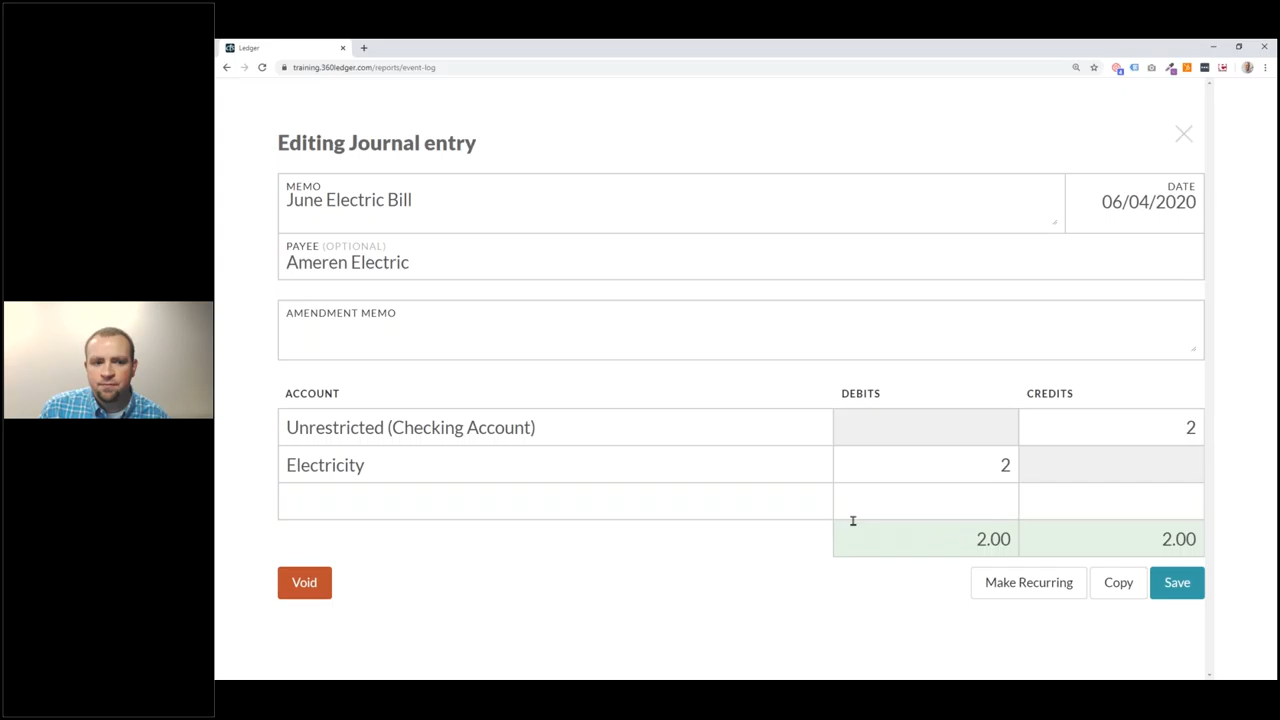 Ledger
training.360ledger.com/reports/event-log
Editing Journal entry
MEMO
June Electric Bill
DATE
06/04/2020
PAYEE (OPTIONAL)
Ameren Electric
AMENDMENT MEMO
ACCOUNT DEBITS CREDITS
Unrestricted (Checking Account) 2
Electricity 2
2.00 2.00
Void Make Recurring Copy Save